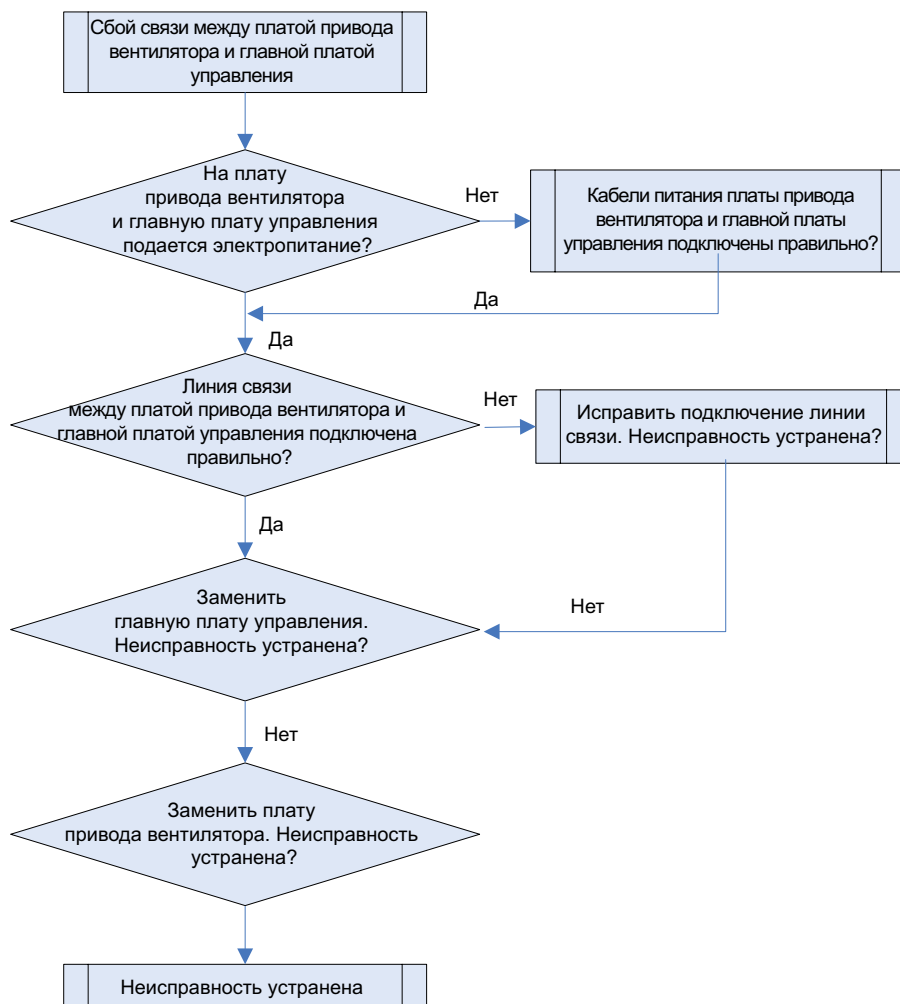 Сбой связи между платой привода
вентилятора и главной платой
управления
На плату
привода вентилятора
и главную плату управления
подается электропитание?
Нет
Кабели питания платы привода
вентилятора и главной платы
управления подключены правильно?
Да
Да
Линия связи
между платой привода вентилятора и
главной платой управления подключена
правильно?
Нет
Исправить подключение линии
связи. Неисправность устранена?
Да
Заменить
главную плату управления.
Неисправность устранена?
Нет
Нет
Заменить плату
привода вентилятора. Неисправность
устранена?
Неисправность устранена